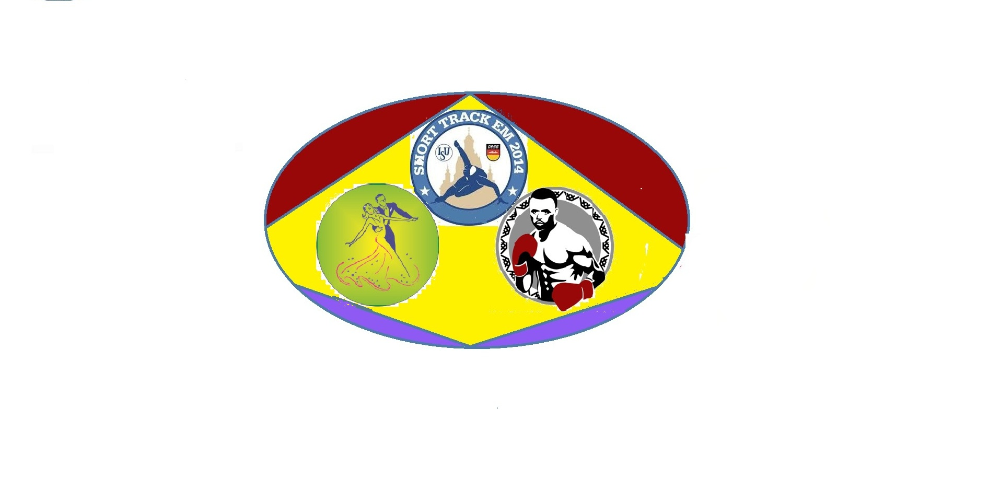 SHORT TRACK EM 2014
ISU
DESG